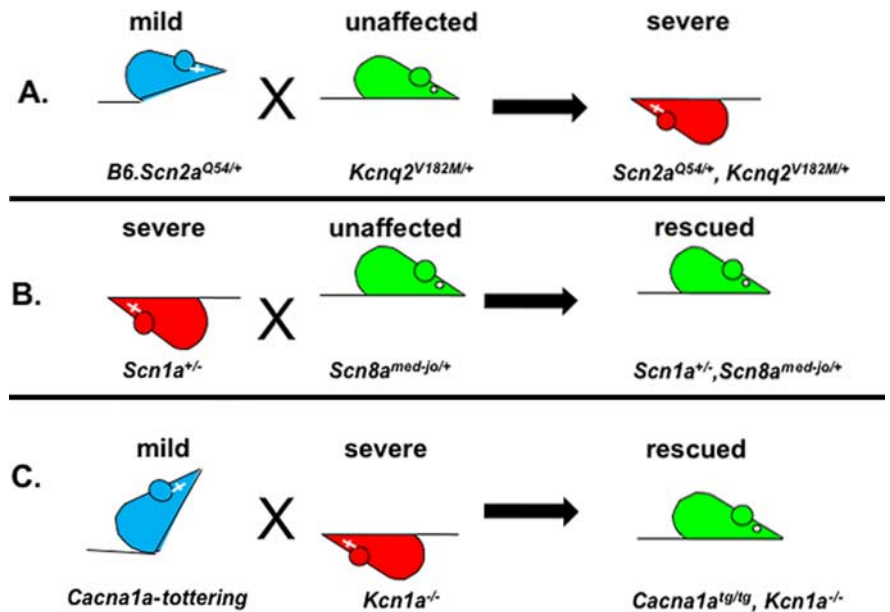 mild unaffected severe
A. X
B6.Scn2a^Q54/+ Kcnq2^V182M/+ Scn2a^Q54/+, Kcnq2^V182M/+
severe unaffected rescued
B. X
Scn1a^+/- Scn8a^med-jo/+ Scn1a^+/-,Scn8a^med-jo/+
mild severe rescued
C. X
Cacna1a-tottering Kcn1a^-/- Cacna1a^tg/tg, Kcn1a^-/-